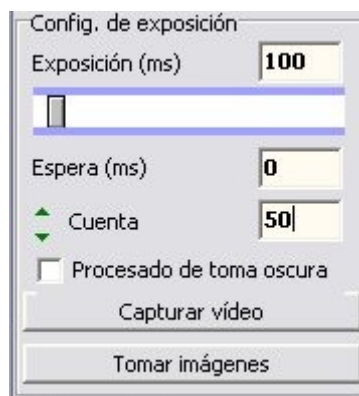 Config. de exposición
Exposición (ms) 100
Espera (ms) 0
Cuenta 50
Procesado de toma oscura
Capturar vídeo
Tomar imágenes